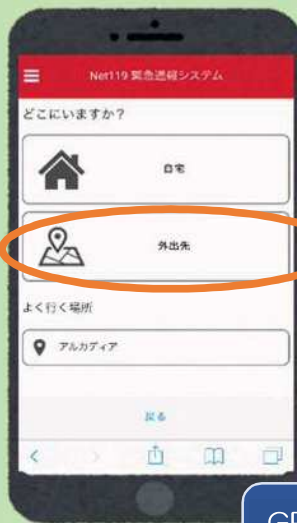 Net119 緊急通報システム
どこにいますか？
自宅
外出先
よく行く場所
アルカディア
戻る